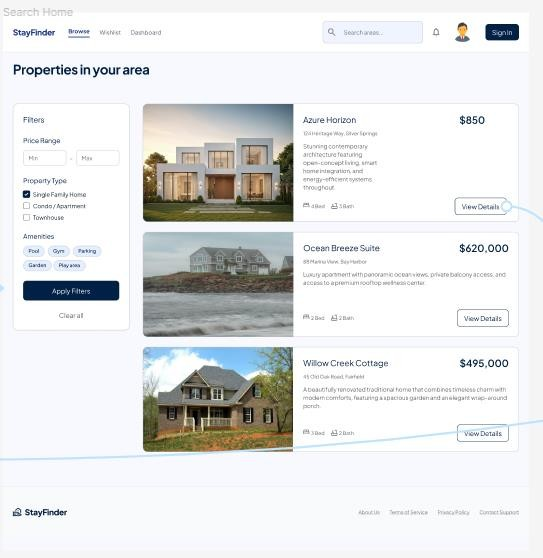 Search Home
StayFinder
Browse
Wishlist
Dashboard
Search areas..
Sign In
Properties in your area
Filters
Price Range
Min
-
Max
Property Type
Single Family Home
Condo / Apartment
Townhouse
Amenities
Pool
Gym
Parking
Garden
Play area
Apply Filters
Clear all
Azure Horizon
$850
124 Heritage Way, Silver Springs
Stunning contemporary
architecture featuring
open-concept living, smart
home integration, and
energy-efficient systems
throughout
4 Bed
3 Bath
View Details
Ocean Breeze Suite
$620,000
88 Marina View, Bay Harbor
Luxury apartment with panoramic ocean views, private balcony access, and
access to a premium rooftop wellness center.
2 Bed
2 Bath
View Details
Willow Creek Cottage
$495,000
45 Old Oak Road, Fairfield
A beautifully renovated traditional home that combines timeless charm with
modern comforts, featuring a spacious garden and an elegant wrap-around
porch.
3 Bed
2 Bath
View Details
StayFinder
About Us
Terms of Service
Privacy Policy
Contact Support